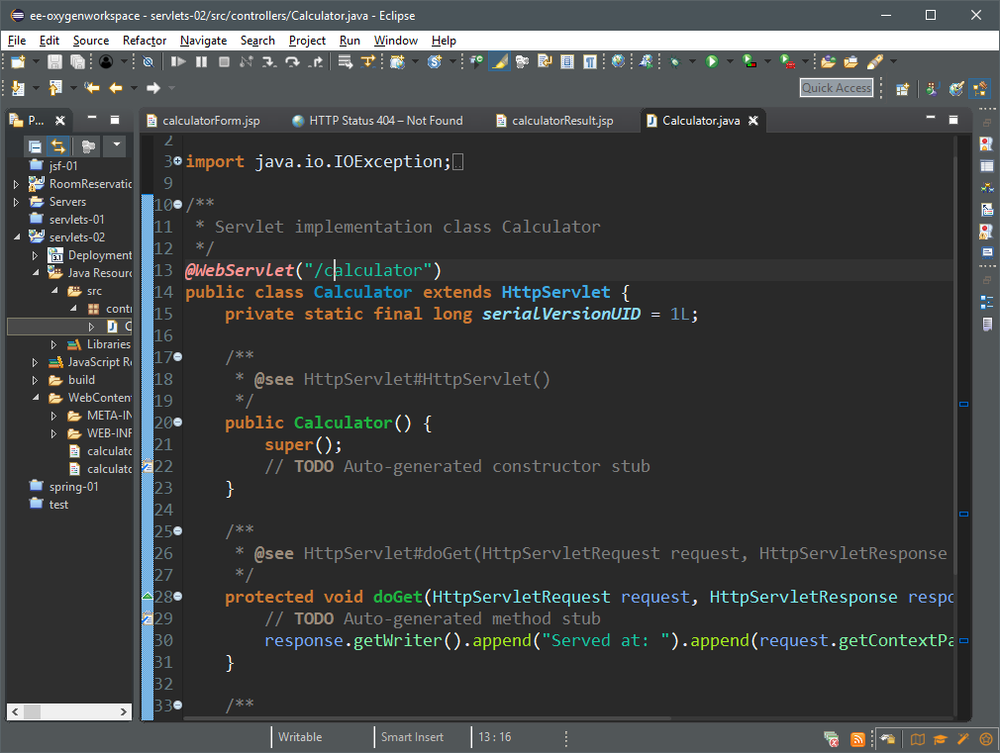 ee-oxygenworkspace - servlets-02/src/controllers/Calculator.java - Eclipse
File Edit Source Refactor Navigate Search Project Run Window Help
Quick Access
P...
calculatorForm.jsp
HTTP Status 404 – Not Found
calculatorResult.jsp
Calculator.java
jsf-01
RoomReservatio
Servers
servlets-01
servlets-02
Deployment
Java Resourc
src
contr
C
Libraries
JavaScript Re
build
WebConten
META-IN
WEB-INF
calculato
calculato
spring-01
test
2
3 import java.io.IOException;
9
10 /**
11 * Servlet implementation class Calculator
12 */
13 @WebServlet("/calculator")
14 public class Calculator extends HttpServlet {
15 private static final long serialVersionUID = 1L;
16
17 /**
18 * @see HttpServlet#HttpServlet()
19 */
20 public Calculator() {
21 super();
22 // TODO Auto-generated constructor stub
23 }
24
25 /**
26 * @see HttpServlet#doGet(HttpServletRequest request, HttpServletResponse
27 */
28 protected void doGet(HttpServletRequest request, HttpServletResponse respo
29 // TODO Auto-generated method stub
30 response.getWriter().append("Served at: ").append(request.getContextPa
31 }
32
33 /**
Writable
Smart Insert
13 : 16